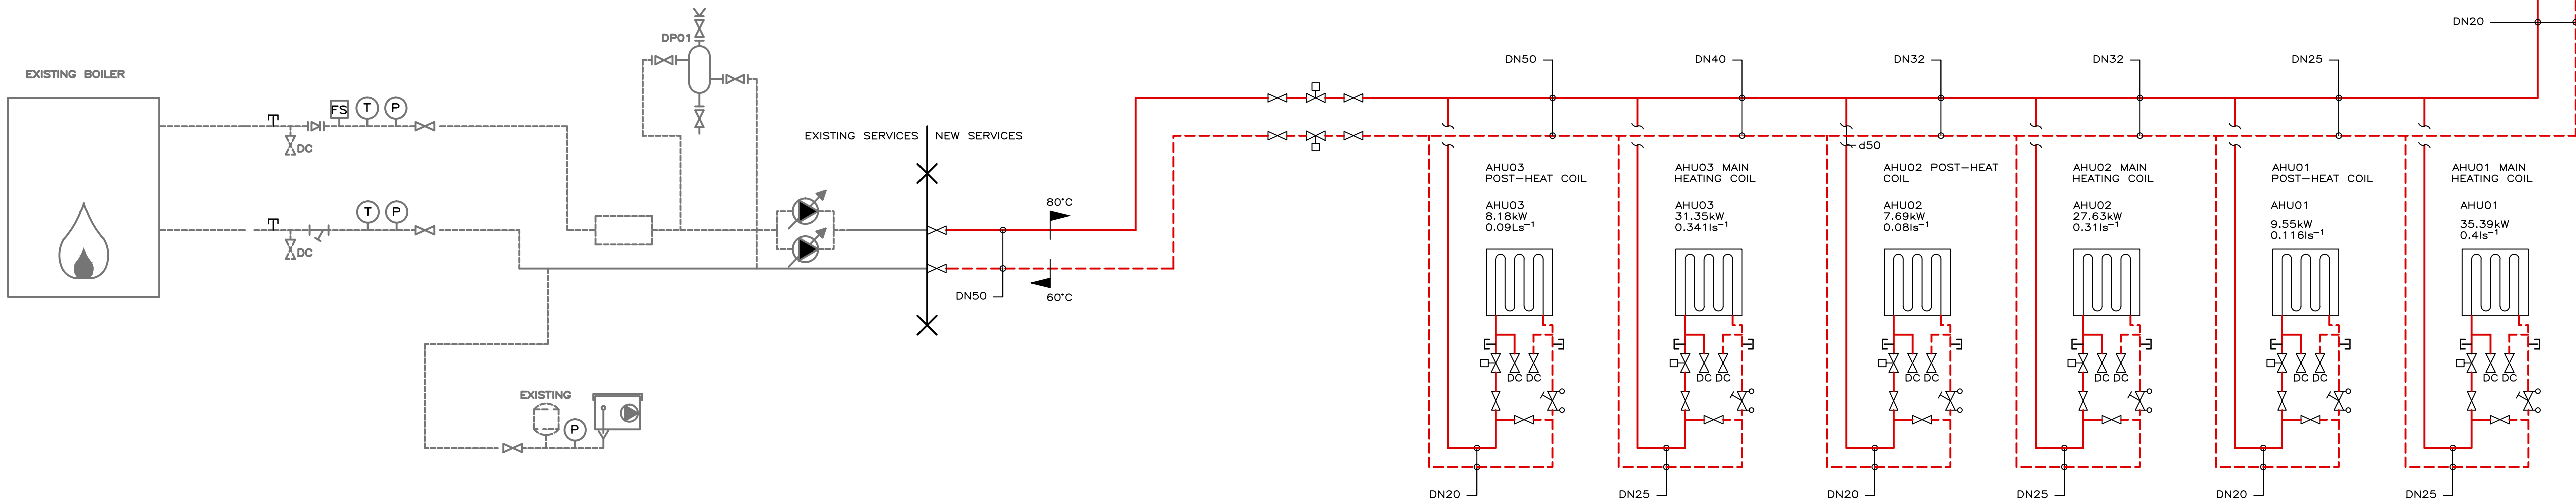 DN20
DP01
EXISTING BOILER
DN50
DN40
DN32
DN32
DN25
FS
T
P
DC
EXISTING SERVICES
NEW SERVICES
d50
AHU03
POST-HEAT COIL
AHU03
8.18kW
0.09Ls⁻¹
AHU03 MAIN
HEATING COIL
AHU03
31.35kW
0.341ls⁻¹
AHU02 POST-HEAT
COIL
AHU02
7.69kW
0.08ls⁻¹
AHU02 MAIN
HEATING COIL
AHU02
27.63kW
0.31ls⁻¹
AHU01
POST-HEAT COIL
AHU01
9.55kW
0.116ls⁻¹
AHU01 MAIN
HEATING COIL
AHU01
35.39kW
0.4ls⁻¹
T
P
DC
80°C
60°C
DN50
DC DC
DC DC
DC DC
DC DC
DC DC
DC DC
EXISTING
P
DN20
DN25
DN20
DN25
DN20
DN25